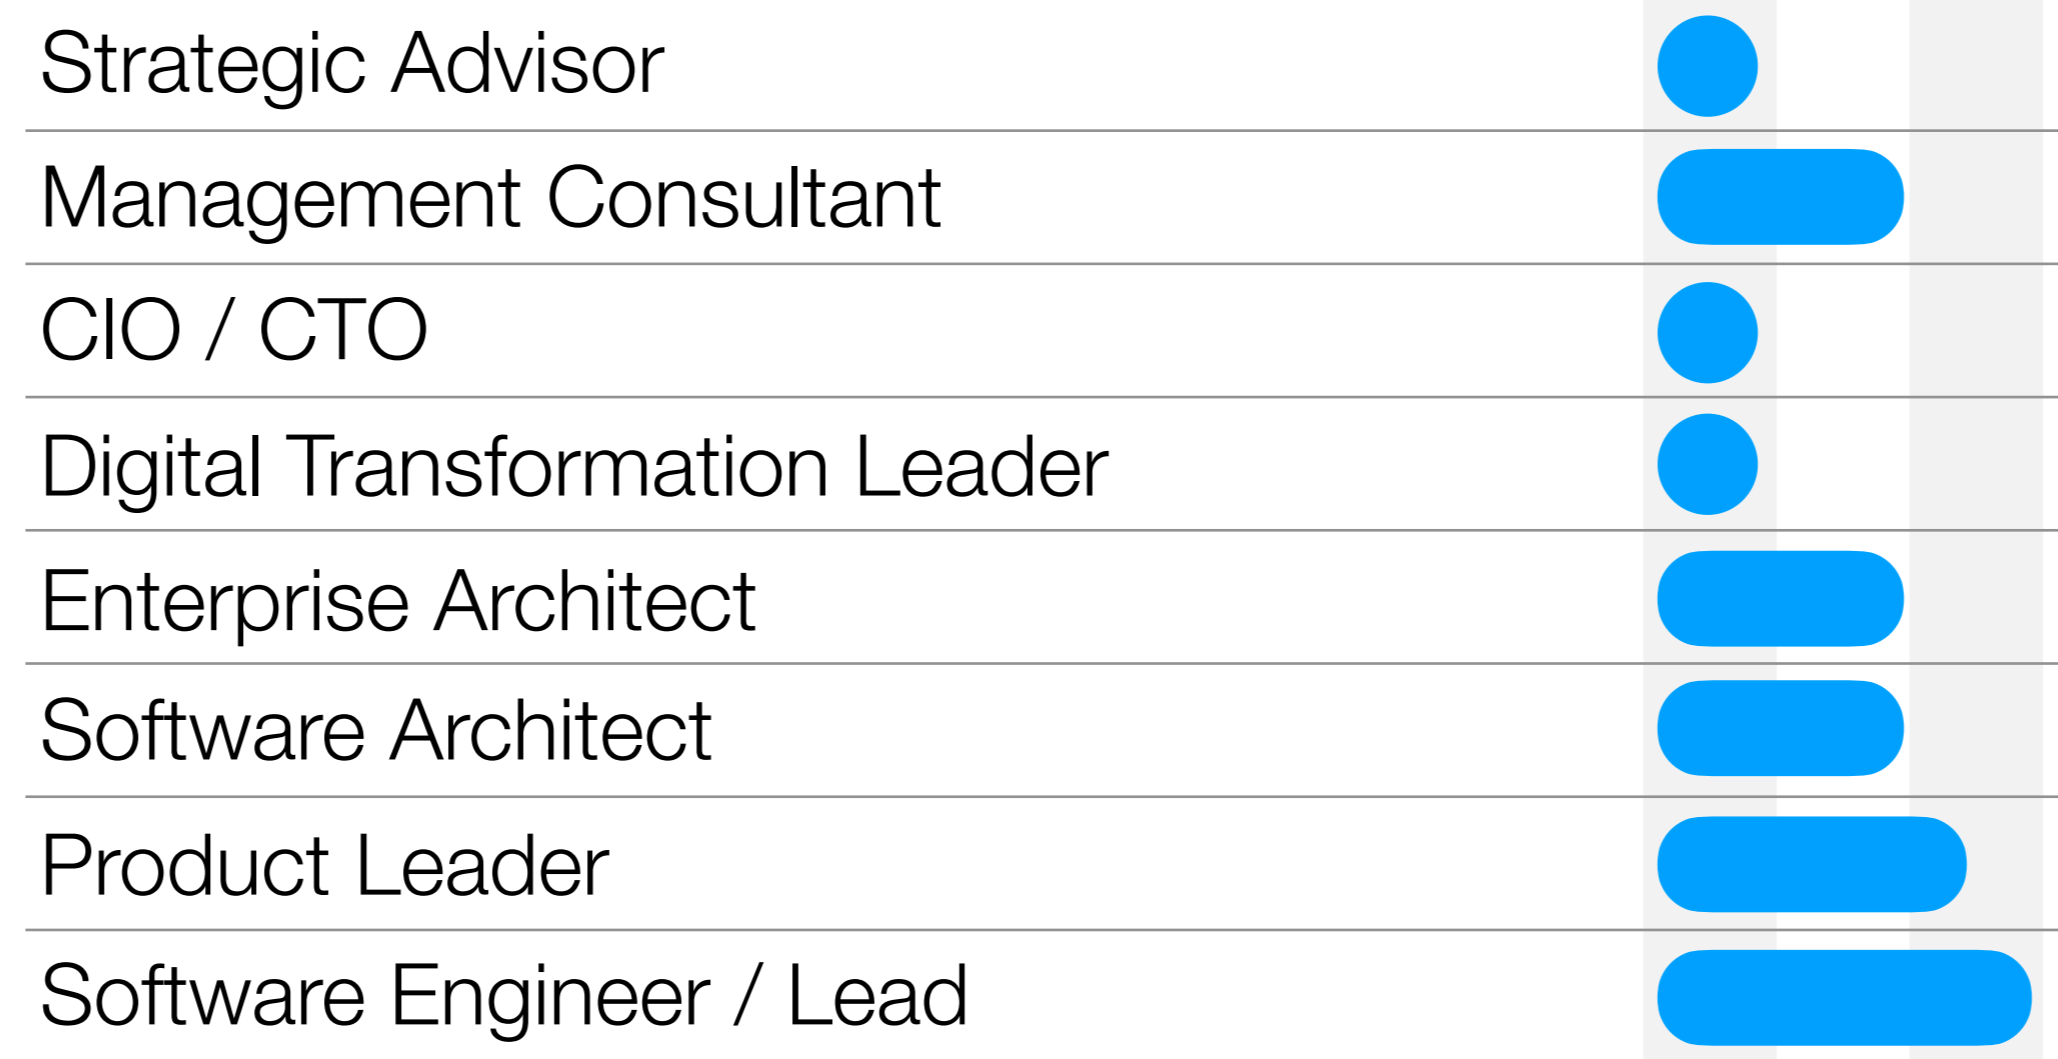 Strategic Advisor
Management Consultant
CIO / CTO
Digital Transformation Leader
Enterprise Architect
Software Architect
Product Leader
Software Engineer / Lead